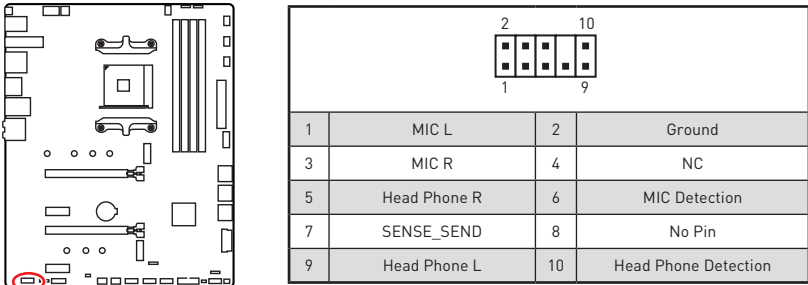 2 10
1 9
1 MIC L 2 Ground
3 MIC R 4 NC
5 Head Phone R 6 MIC Detection
7 SENSE_SEND 8 No Pin
9 Head Phone L 10 Head Phone Detection